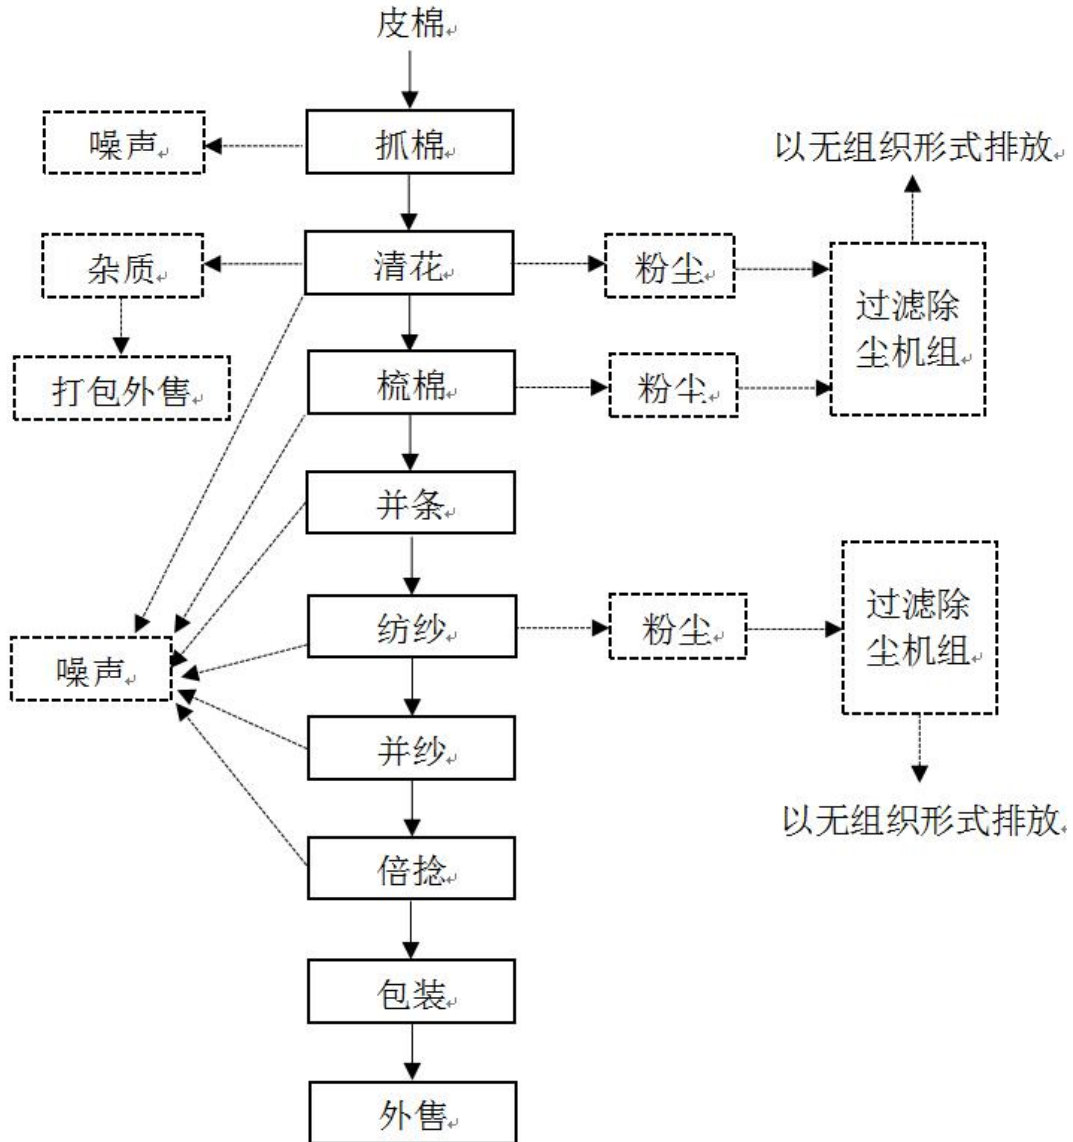 皮棉
噪声
抓棉
以无组织形式排放
杂质
清花
粉尘
过滤除
尘机组
打包外售
梳棉
粉尘
并条
噪声
纺纱
粉尘
过滤除
尘机组
并纱
以无组织形式排放
倍捻
包装
外售